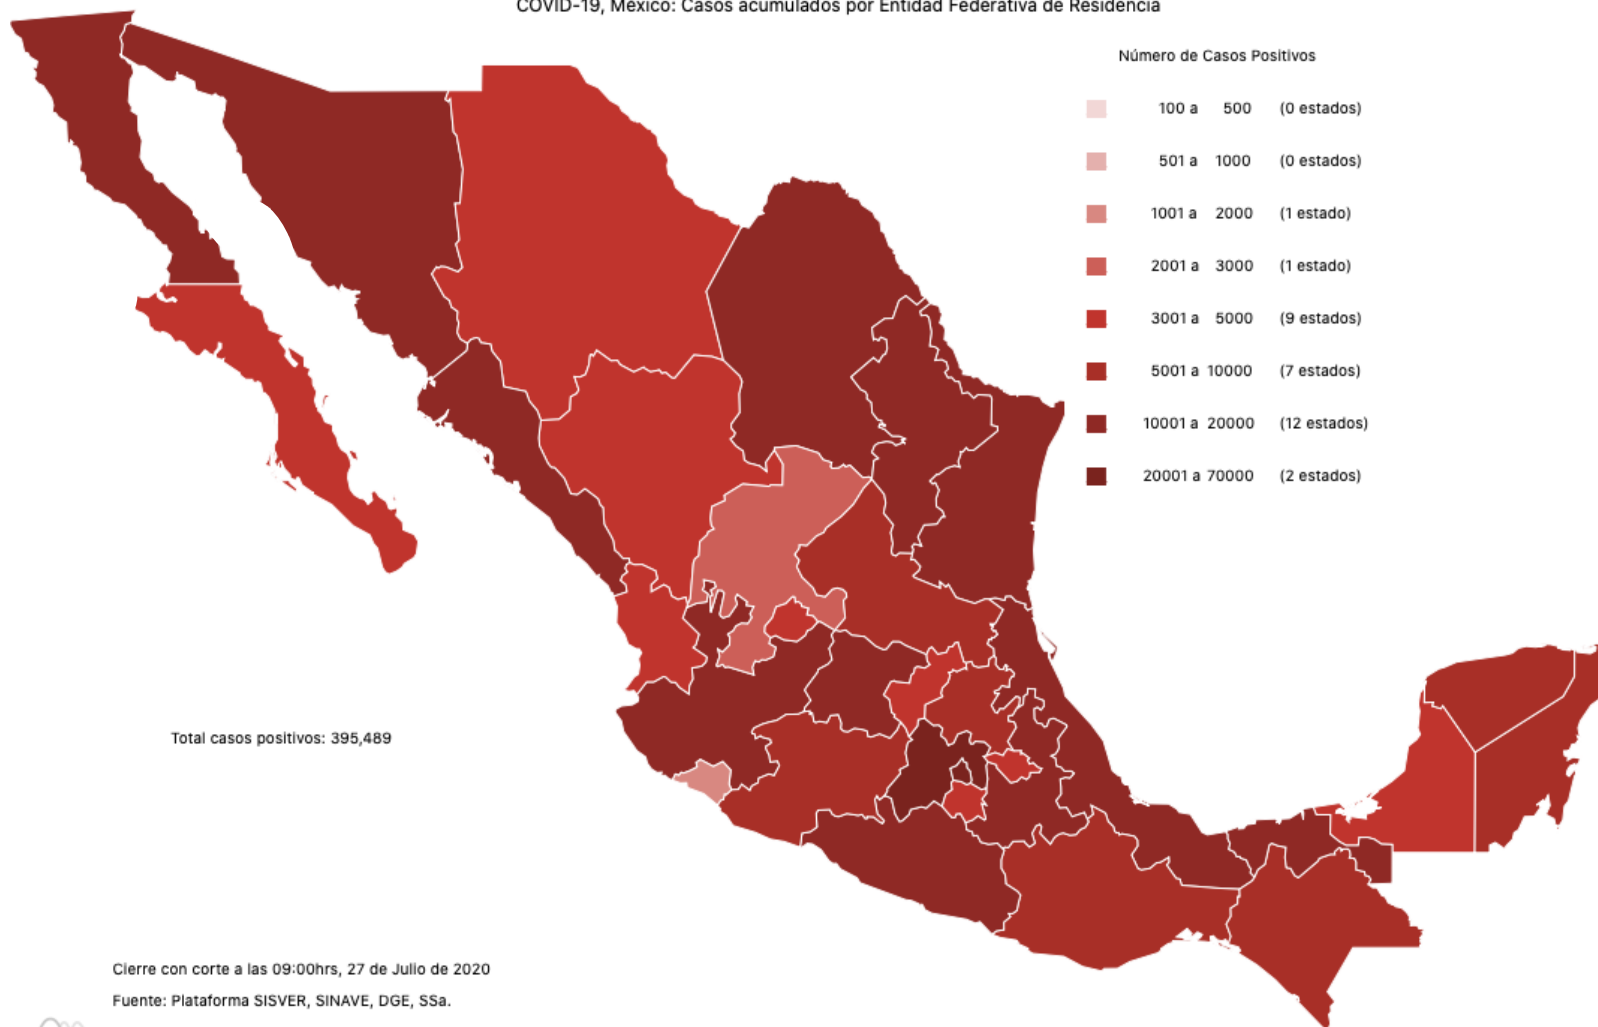 COVID-19, México: Casos acumulados por Entidad Federativa de Residencia
Número de Casos Positivos
100 a 500 (0 estados)
501 a 1000 (0 estados)
1001 a 2000 (1 estado)
2001 a 3000 (1 estado)
3001 a 5000 (9 estados)
5001 a 10000 (7 estados)
10001 a 20000 (12 estados)
20001 a 70000 (2 estados)
Total casos positivos: 395,489
Cierre con corte a las 09:00hrs, 27 de Julio de 2020
Fuente: Plataforma SISVER, SINAVE, DGE, SSa.